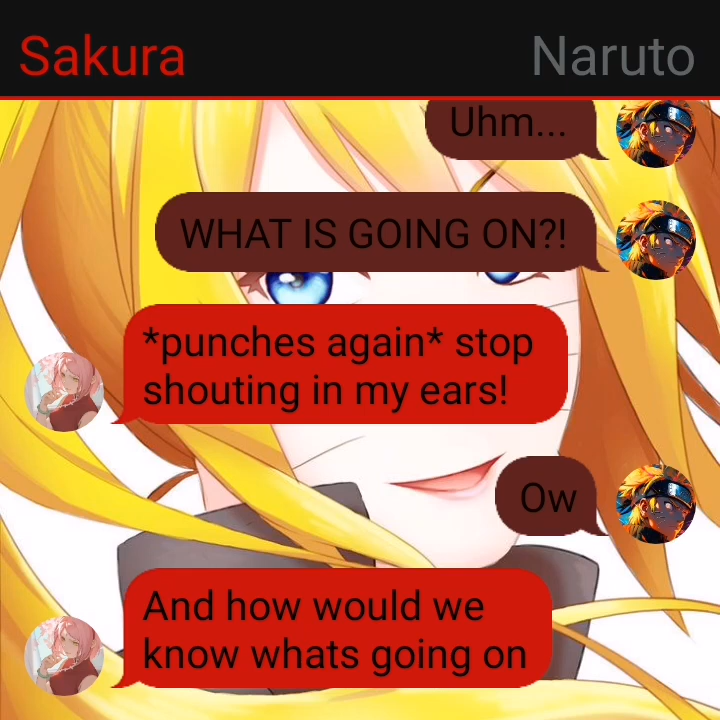 Sakura
Naruto
Uhm...
WHAT IS GOING ON?!
*punches again* stop
shouting in my ears!
Ow
And how would we
know whats going on